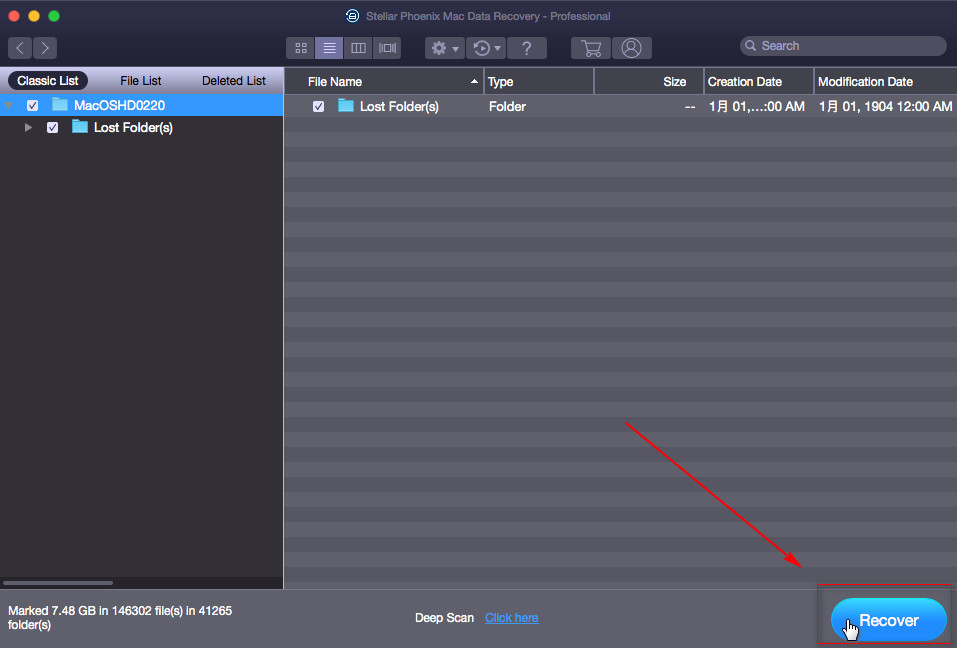 Stellar Phoenix Mac Data Recovery - Professional
?
Search
Classic List File List Deleted List
File Name Type Size Creation Date Modification Date
MacOSHD0220
Lost Folder(s)
Lost Folder(s) Folder -- 1月 01,...:00 AM 1月 01, 1904 12:00 AM
Marked 7.48 GB in 146302 file(s) in 41265
folder(s)
Deep Scan Click here
Recover